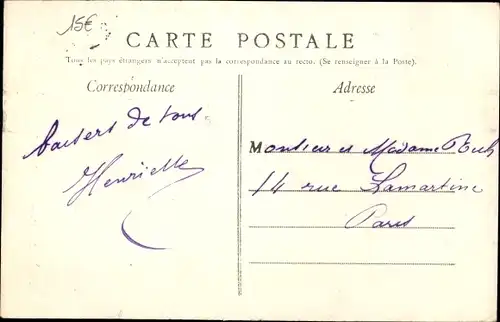 15€
CARTE POSTALE
Tous les pays étrangers n'acceptent pas la correspondance au recto. (Se renseigner à la Poste).
Correspondance
Baisers de tous
Henriette
Adresse
Monsieur et Madame
14 rue Lamartine
Paris